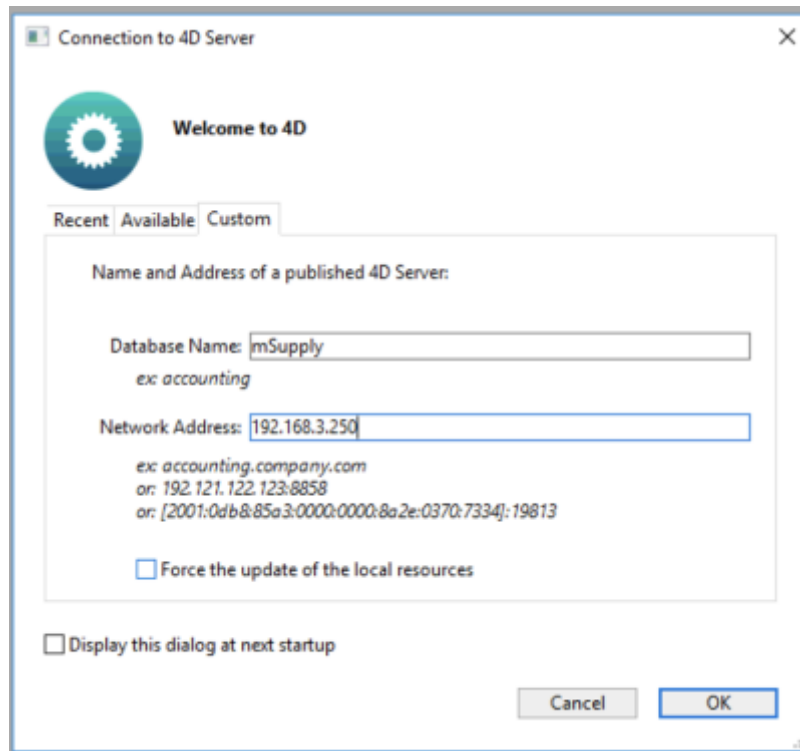 Connection to 4D Server
Welcome to 4D
Recent Available Custom
Name and Address of a published 4D Server:
Database Name: mSupply
ex: accounting
Network Address: 192.168.3.250
ex: accounting.company.com
or: 192.121.122.123:8858
or: [2001:0db8:85a3:0000:0000:8a2e:0370:7334]:19813
Force the update of the local resources
Display this dialog at next startup
Cancel OK